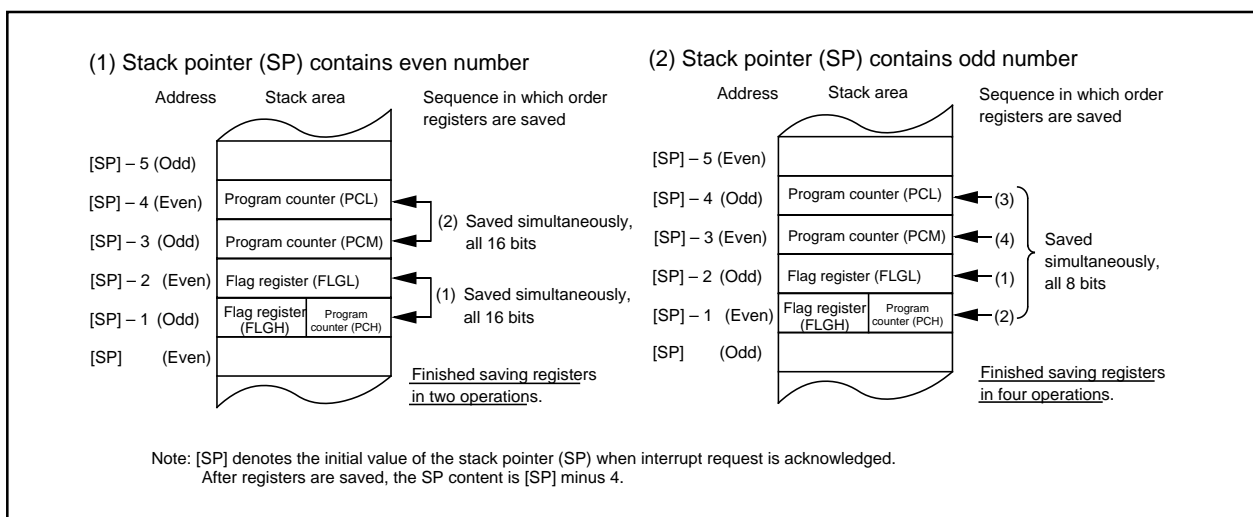 (1) Stack pointer (SP) contains even number
Address
Stack area
Sequence in which order
registers are saved
[SP] – 5 (Odd)
[SP] – 4 (Even)
Program counter (PCL)
[SP] – 3 (Odd)
Program counter (PCM)
(2) Saved simultaneously,
all 16 bits
[SP] – 2 (Even)
Flag register (FLGL)
[SP] – 1 (Odd)
Flag register
(FLGH)
Program
counter (PCH)
(1) Saved simultaneously,
all 16 bits
[SP] (Even)
Finished saving registers
in two operations.
(2) Stack pointer (SP) contains odd number
Address
Stack area
Sequence in which order
registers are saved
[SP] – 5 (Even)
[SP] – 4 (Odd)
Program counter (PCL)
(3)
[SP] – 3 (Even)
Program counter (PCM)
(4)
[SP] – 2 (Odd)
Flag register (FLGL)
(1)
[SP] – 1 (Even)
Flag register
(FLGH)
Program
counter (PCH)
(2)
Saved
simultaneously,
all 8 bits
[SP] (Odd)
Finished saving registers
in four operations.
Note: [SP] denotes the initial value of the stack pointer (SP) when interrupt request is acknowledged.
After registers are saved, the SP content is [SP] minus 4.